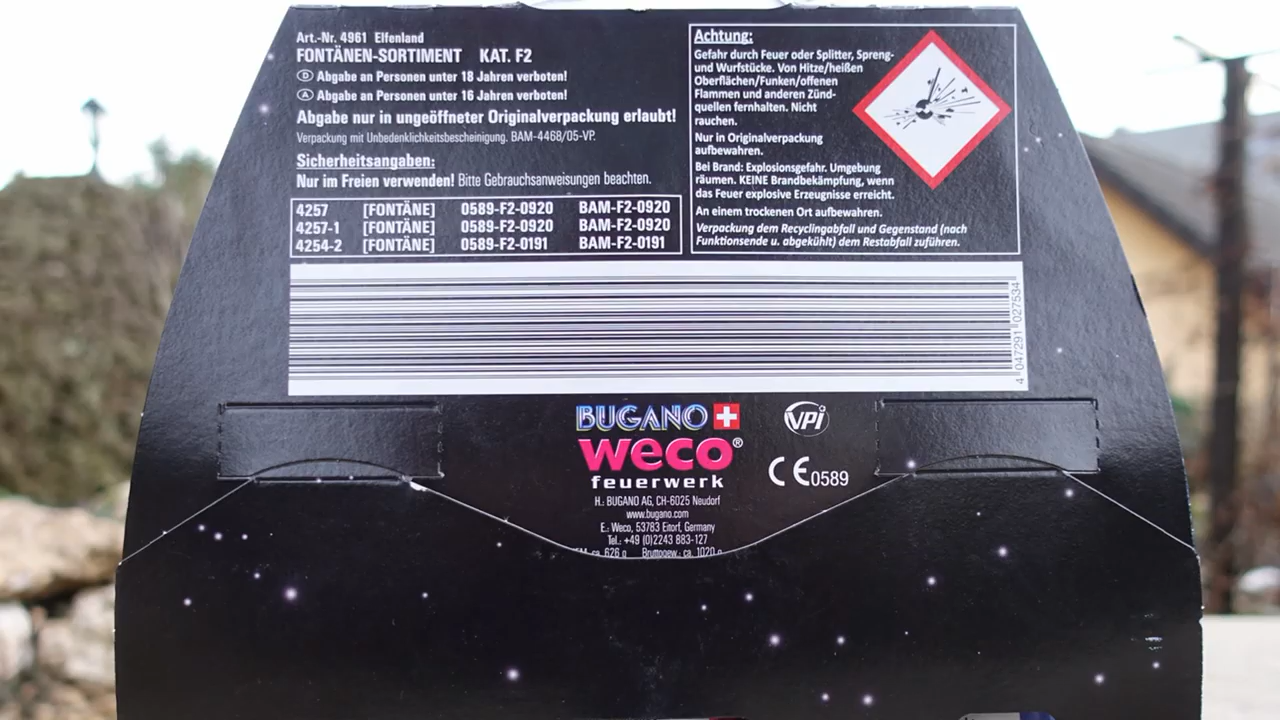 Art.-Nr. 4961 Elfenland
FONTÄNEN-SORTIMENT KAT. F2
D Abgabe an Personen unter 18 Jahren verboten!
A Abgabe an Personen unter 16 Jahren verboten!
Abgabe nur in ungeöffneter Originalverpackung erlaubt!
Verpackung mit Unbedenklichkeitsbescheinigung. BAM-4468/05-VP.
Sicherheitsangaben:
Nur im Freien verwenden! Bitte Gebrauchsanweisungen beachten.
4257 [FONTÄNE] 0589-F2-0920 BAM-F2-0920
4257-1 [FONTÄNE] 0589-F2-0920 BAM-F2-0920
4254-2 [FONTÄNE] 0589-F2-0191 BAM-F2-0191
Achtung:
Gefahr durch Feuer oder Splitter, Spreng-
und Wurfstücke. Von Hitze/heißen
Oberflächen/Funken/offenen
Flammen und anderen Zünd-
quellen fernhalten. Nicht
rauchen.
Nur in Originalverpackung
aufbewahren.
Bei Brand: Explosionsgefahr. Umgebung
räumen. KEINE Brandbekämpfung, wenn
das Feuer explosive Erzeugnisse erreicht.
An einem trockenen Ort aufbewahren.
Verpackung dem Recyclingabfall und Gegenstand (nach
Funktionsende u. abgekühlt) dem Restabfall zuführen.
4 047291 027534
BUGANO
weco®
feuerwerk
VPi
CE0589
H.: BUGANO AG, CH-6025 Neudorf
www.bugano.com
E.: Weco, 53783 Eitorf, Germany
Tel.: +49 (0)2243 883-127
ca. 626 g Bruttogew.: ca. 1020 g